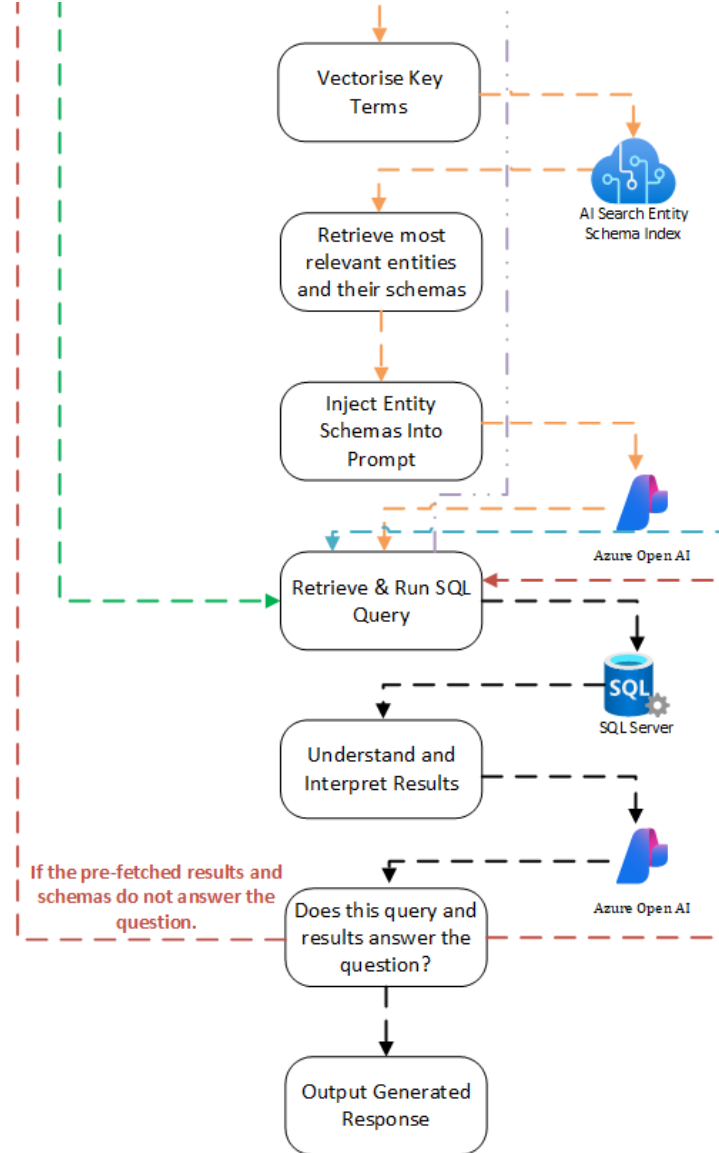 Vectorise Key
Terms
AI Search Entity
Schema Index
Retrieve most
relevant entities
and their schemas
Inject Entity
Schemas Into
Prompt
Azure Open AI
Retrieve & Run SQL
Query
SQL
SQL Server
Understand and
Interpret Results
Azure Open AI
If the pre-fetched results and
schemas do not answer the
question.
Does this query and
results answer the
question?
Output Generated
Response